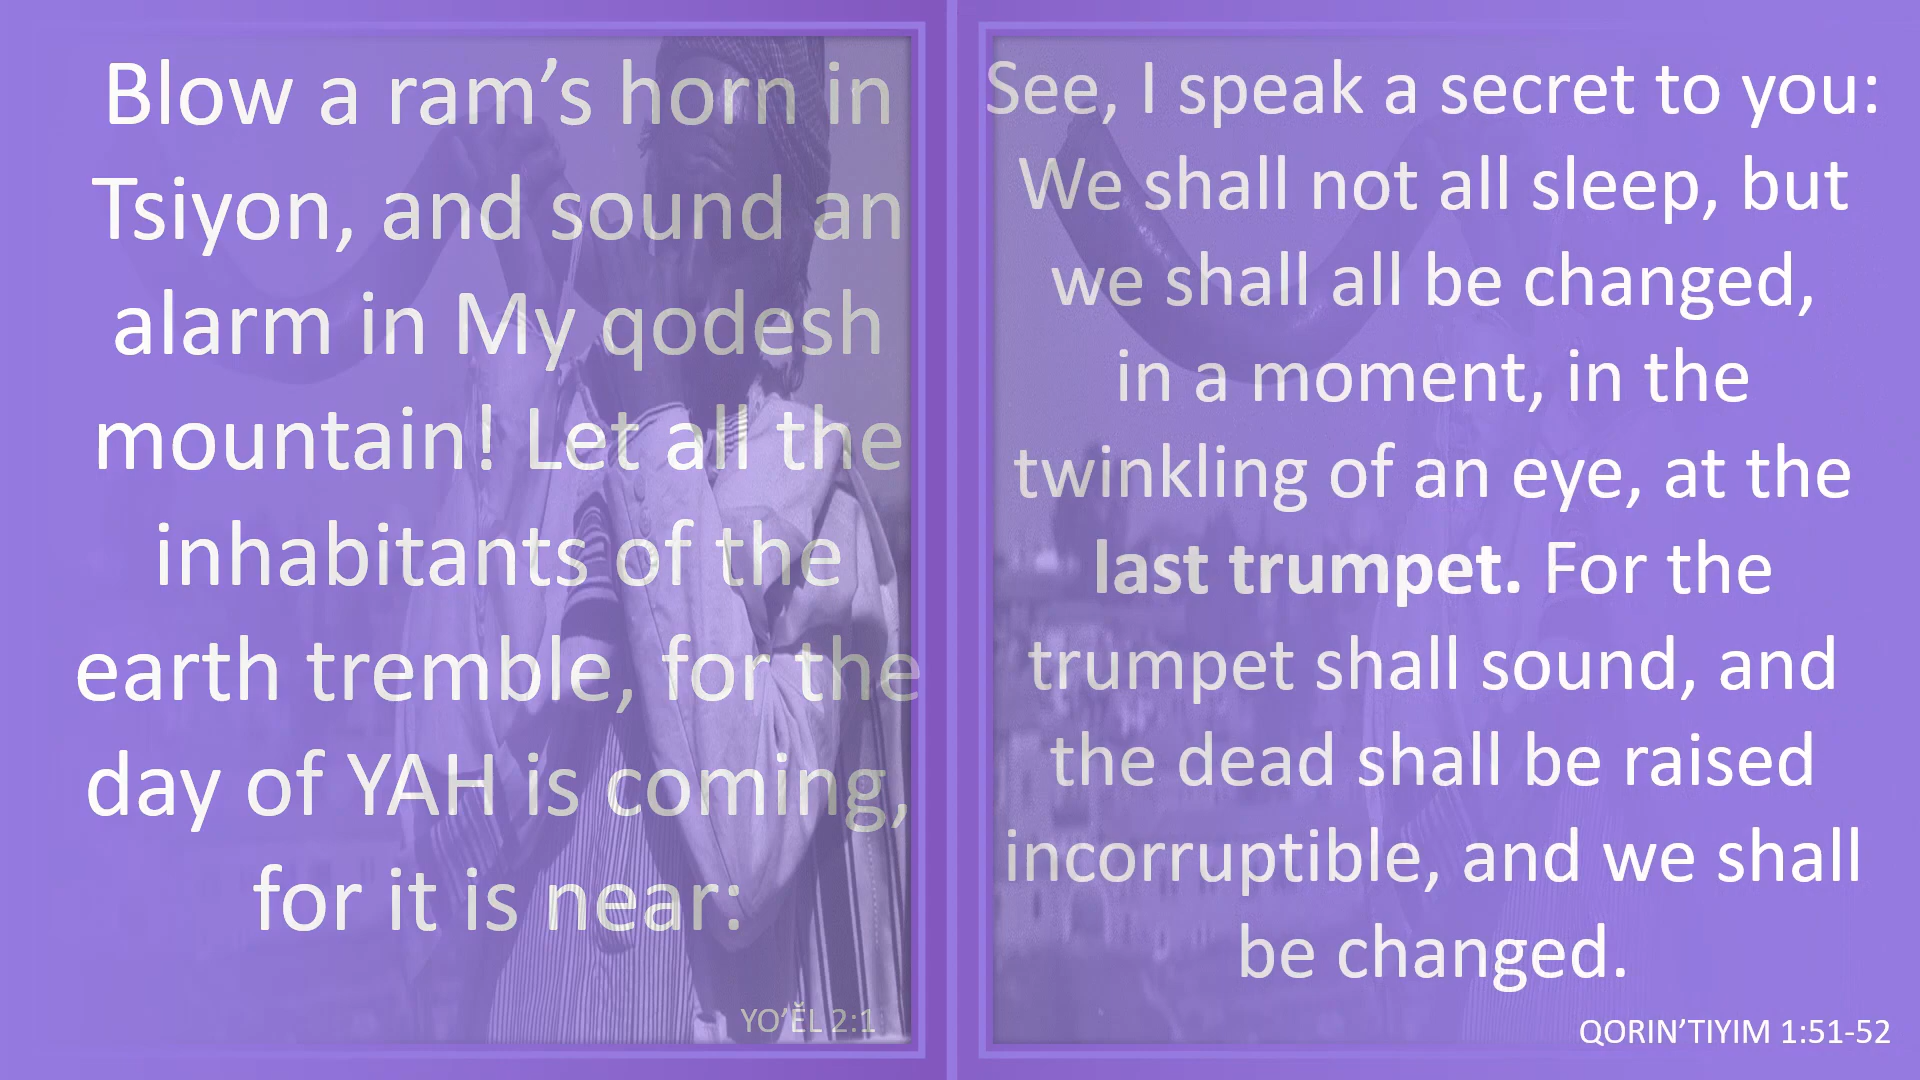 Blow a ram’s horn in
Tsiyon, and sound an
alarm in My qodesh
mountain! Let all the
inhabitants of the
earth tremble, for the
day of YAH is coming,
for it is near:
YO’ĔL 2:1
See, I speak a secret to you:
We shall not all sleep, but
we shall all be changed,
in a moment, in the
twinkling of an eye, at the
last trumpet. For the
trumpet shall sound, and
the dead shall be raised
incorruptible, and we shall
be changed.
QORIN’TIYIM 1:51-52